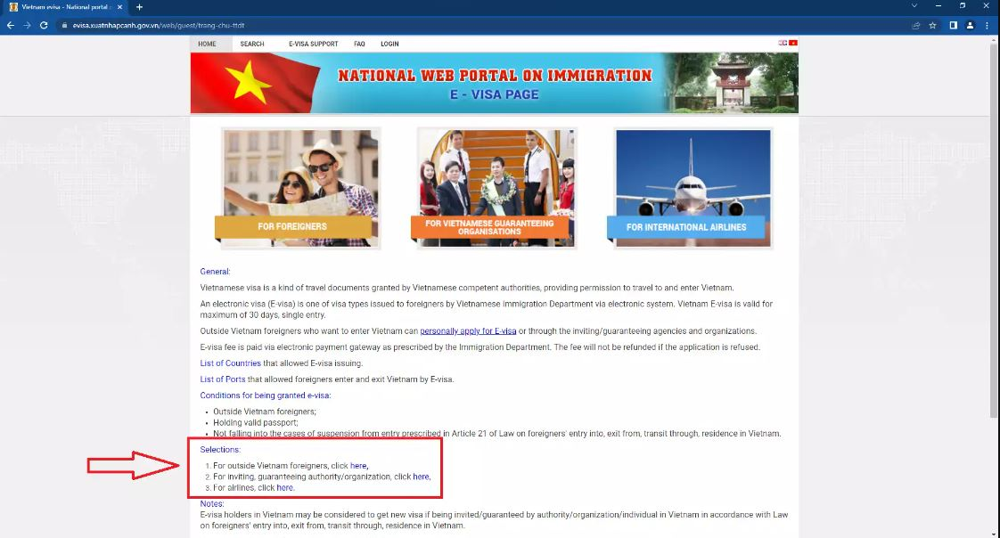 Vietnam evisa - National portal
evisa.xuatnhapcanh.gov.vn/web/guest/trang-chu-ttdt
HOME SEARCH E-VISA SUPPORT FAQ LOGIN
NATIONAL WEB PORTAL ON IMMIGRATION
E - VISA PAGE
FOR FOREIGNERS
FOR VIETNAMESE GUARANTEEING
ORGANISATIONS
FOR INTERNATIONAL AIRLINES
General:
Vietnamese visa is a kind of travel documents granted by Vietnamese competent authorities, providing permission to travel to and enter Vietnam.
An electronic visa (E-visa) is one of visa types issued to foreigners by Vietnamese Immigration Department via electronic system. Vietnam E-visa is valid for
maximum of 30 days, single entry.
Outside Vietnam foreigners who want to enter Vietnam can personally apply for E-visa or through the inviting/guaranteeing agencies and organizations.
E-visa fee is paid via electronic payment gateway as prescribed by the Immigration Department. The fee will not be refunded if the application is refused.
List of Countries that allowed E-visa issuing.
List of Ports that allowed foreigners enter and exit Vietnam by E-visa.
Conditions for being granted e-visa:
• Outside Vietnam foreigners;
• Holding valid passport;
• Not falling into the cases of suspension from entry prescribed in Article 21 of Law on foreigners' entry into, exit from, transit through, residence in Vietnam.
Selections:
1. For outside Vietnam foreigners, click here,
2. For inviting, guaranteeing authority/organization, click here,
3. For airlines, click here.
Notes:
E-visa holders in Vietnam may be considered to get new visa if being invited/guaranteed by authority/organization/individual in Vietnam in accordance with Law
on foreigners' entry into, exit from, transit through, residence in Vietnam.